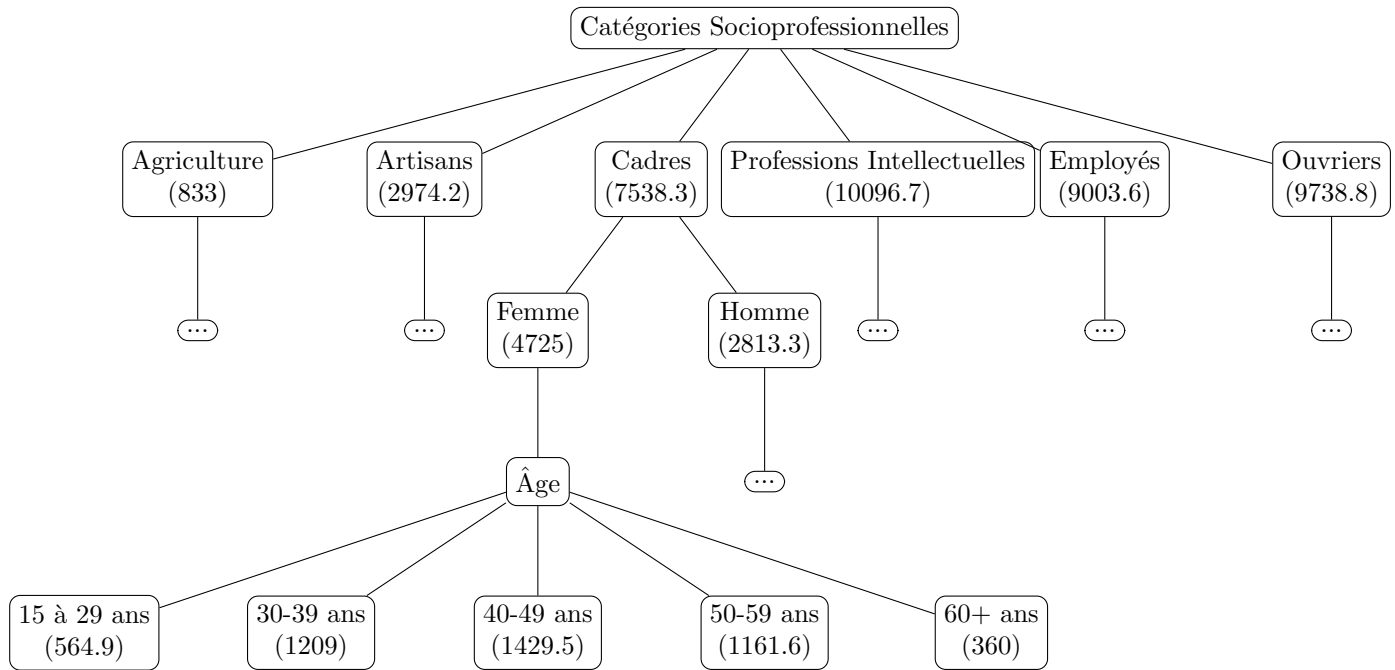 Catégories Socioprofessionnelles
Agriculture
(833)
Artisans
(2974.2)
Cadres
(7538.3)
Professions Intellectuelles
(10096.7)
Employés
(9003.6)
Ouvriers
(9738.8)
...
...
Femme
(4725)
Homme
(2813.3)
...
...
...
Âge
...
15 à 29 ans
(564.9)
30-39 ans
(1209)
40-49 ans
(1429.5)
50-59 ans
(1161.6)
60+ ans
(360)